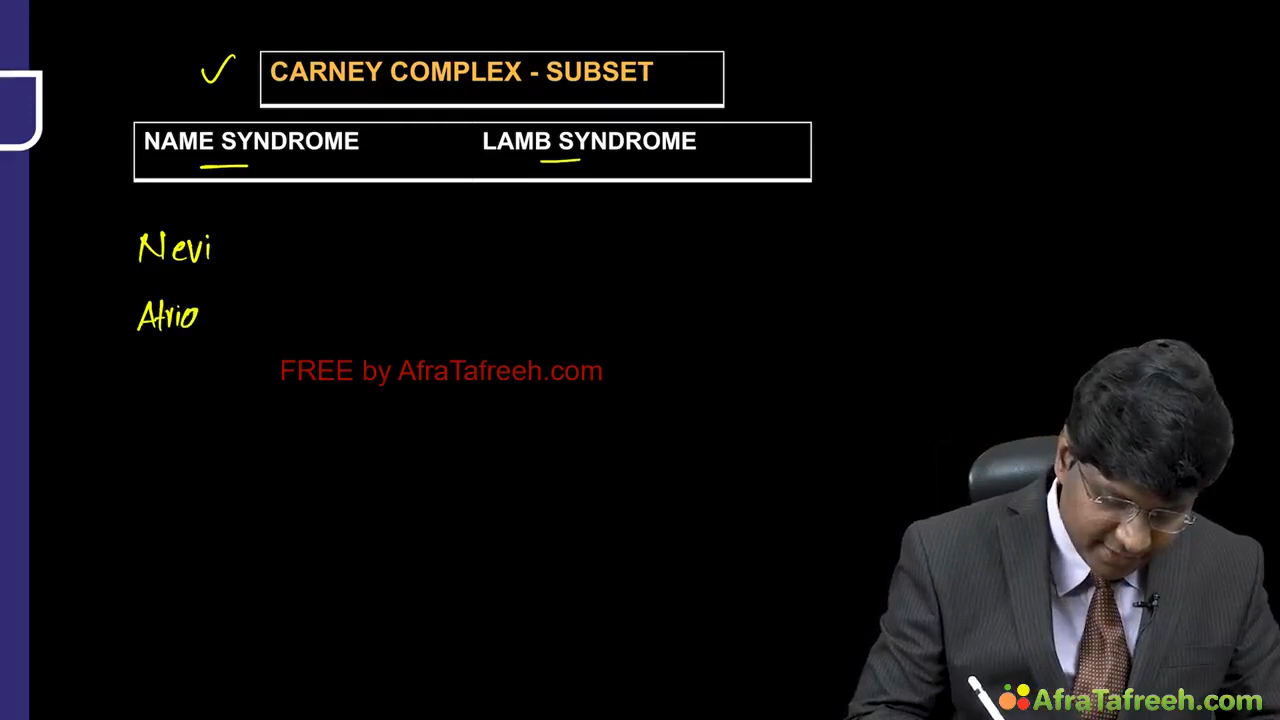 CARNEY COMPLEX - SUBSET
NAME SYNDROME LAMB SYNDROME
Nevi
Atrio
FREE by AfraTafreeh.com
AfraTafreeh.com